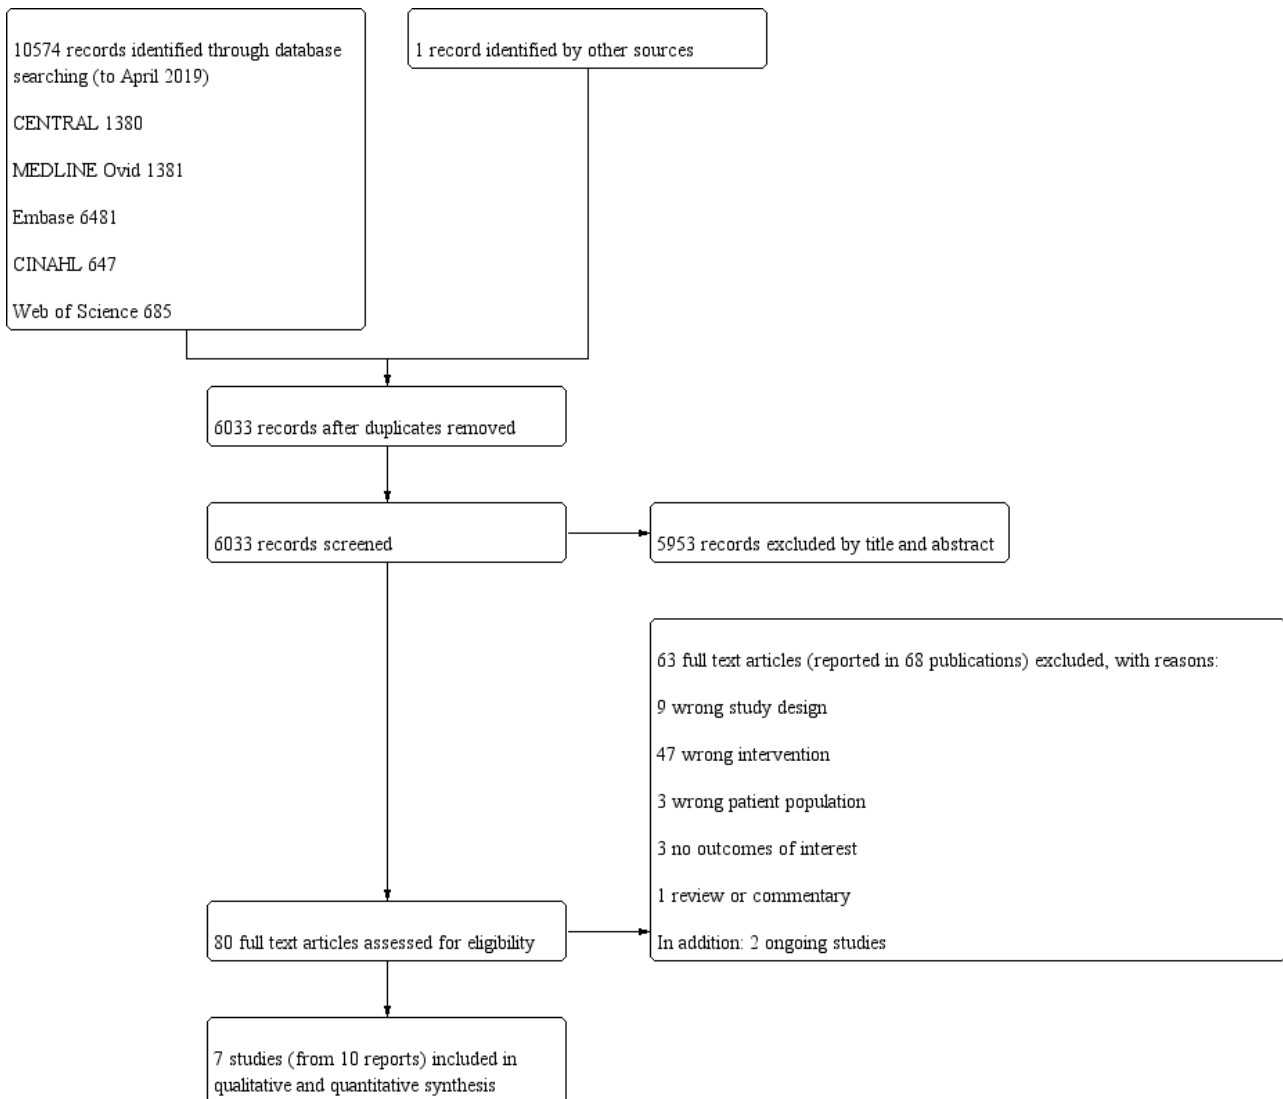 10574 records identified through database
searching (to April 2019)
CENTRAL 1380
MEDLINE Ovid 1381
Embase 6481
CINAHL 647
Web of Science 685
1 record identified by other sources
6033 records after duplicates removed
6033 records screened
5953 records excluded by title and abstract
63 full text articles (reported in 68 publications) excluded, with reasons:
9 wrong study design
47 wrong intervention
3 wrong patient population
3 no outcomes of interest
1 review or commentary
In addition: 2 ongoing studies
80 full text articles assessed for eligibility
7 studies (from 10 reports) included in
qualitative and quantitative synthesis